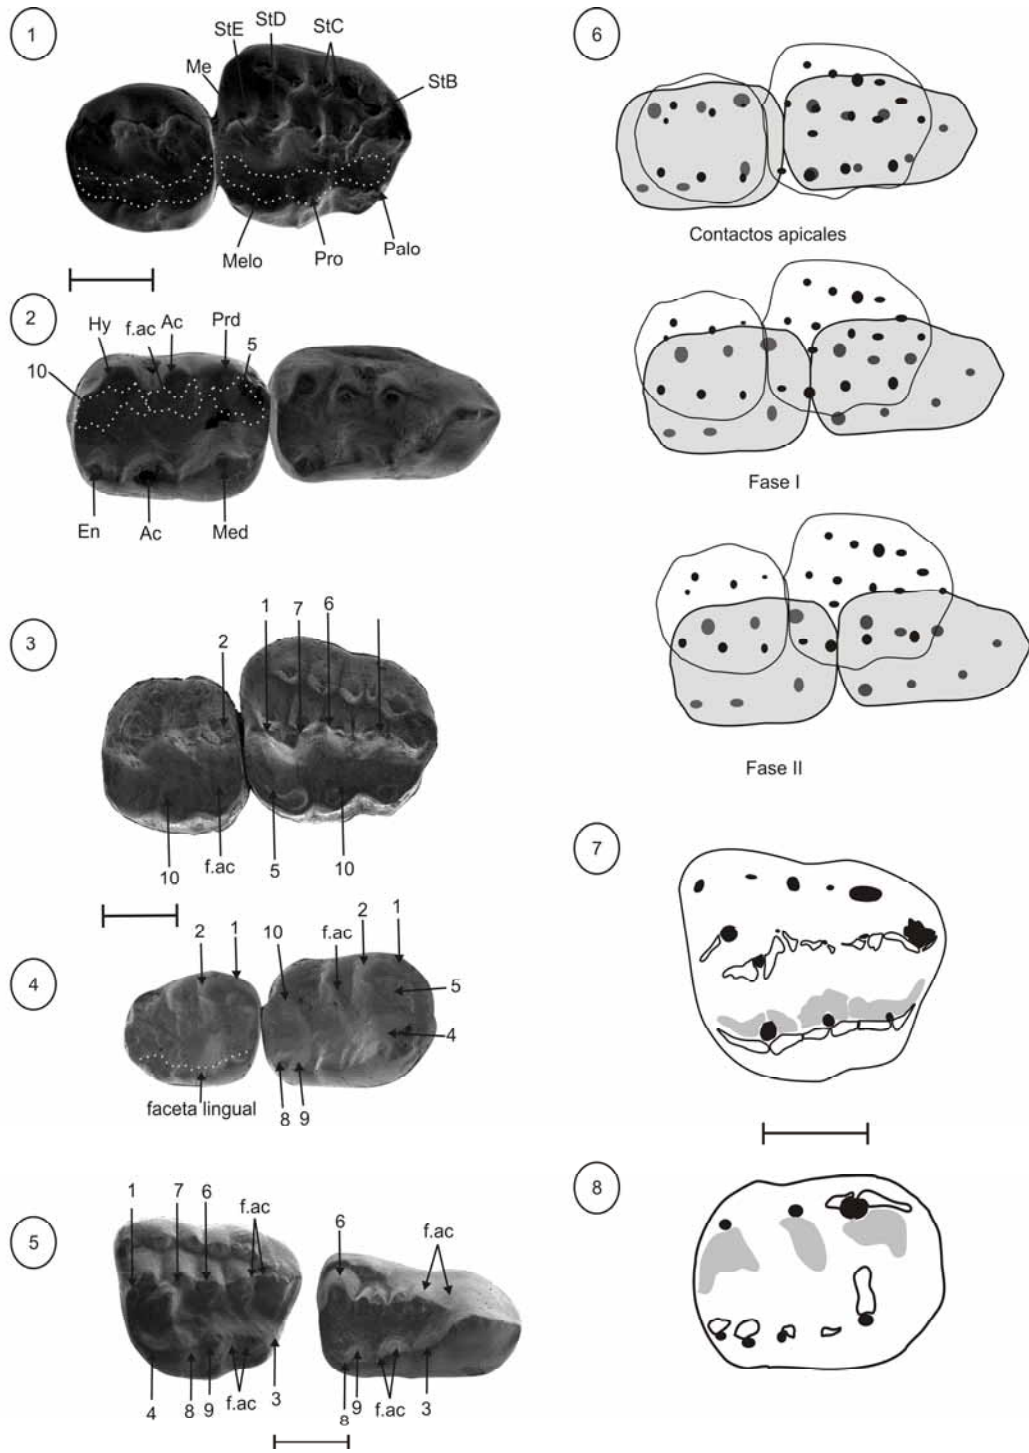 1
StE
StD
StC
StB
Me
Melo
Pro
Palo
2
Hy
f.ac
Ac
Prd
5
10
En
Ac
Med
3
1
7
6
2
10
f.ac
5
10
4
2
1
10
f.ac
2
1
5
4
faceta lingual
8
9
5
1
7
6
f.ac
6
f.ac
4
8
9
f.ac
3
8
9
f.ac
3
6
Contactos apicales
Fase I
Fase II
7
8